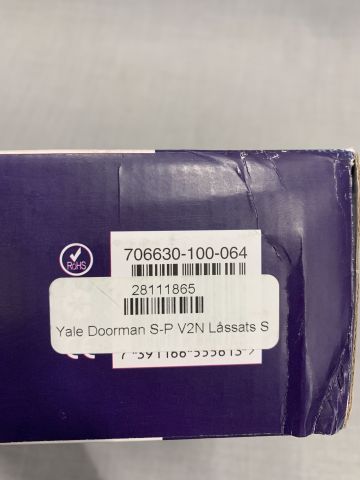 706630-100-064
RoHS
28111865
Yale Doorman S-P V2N Låssats S